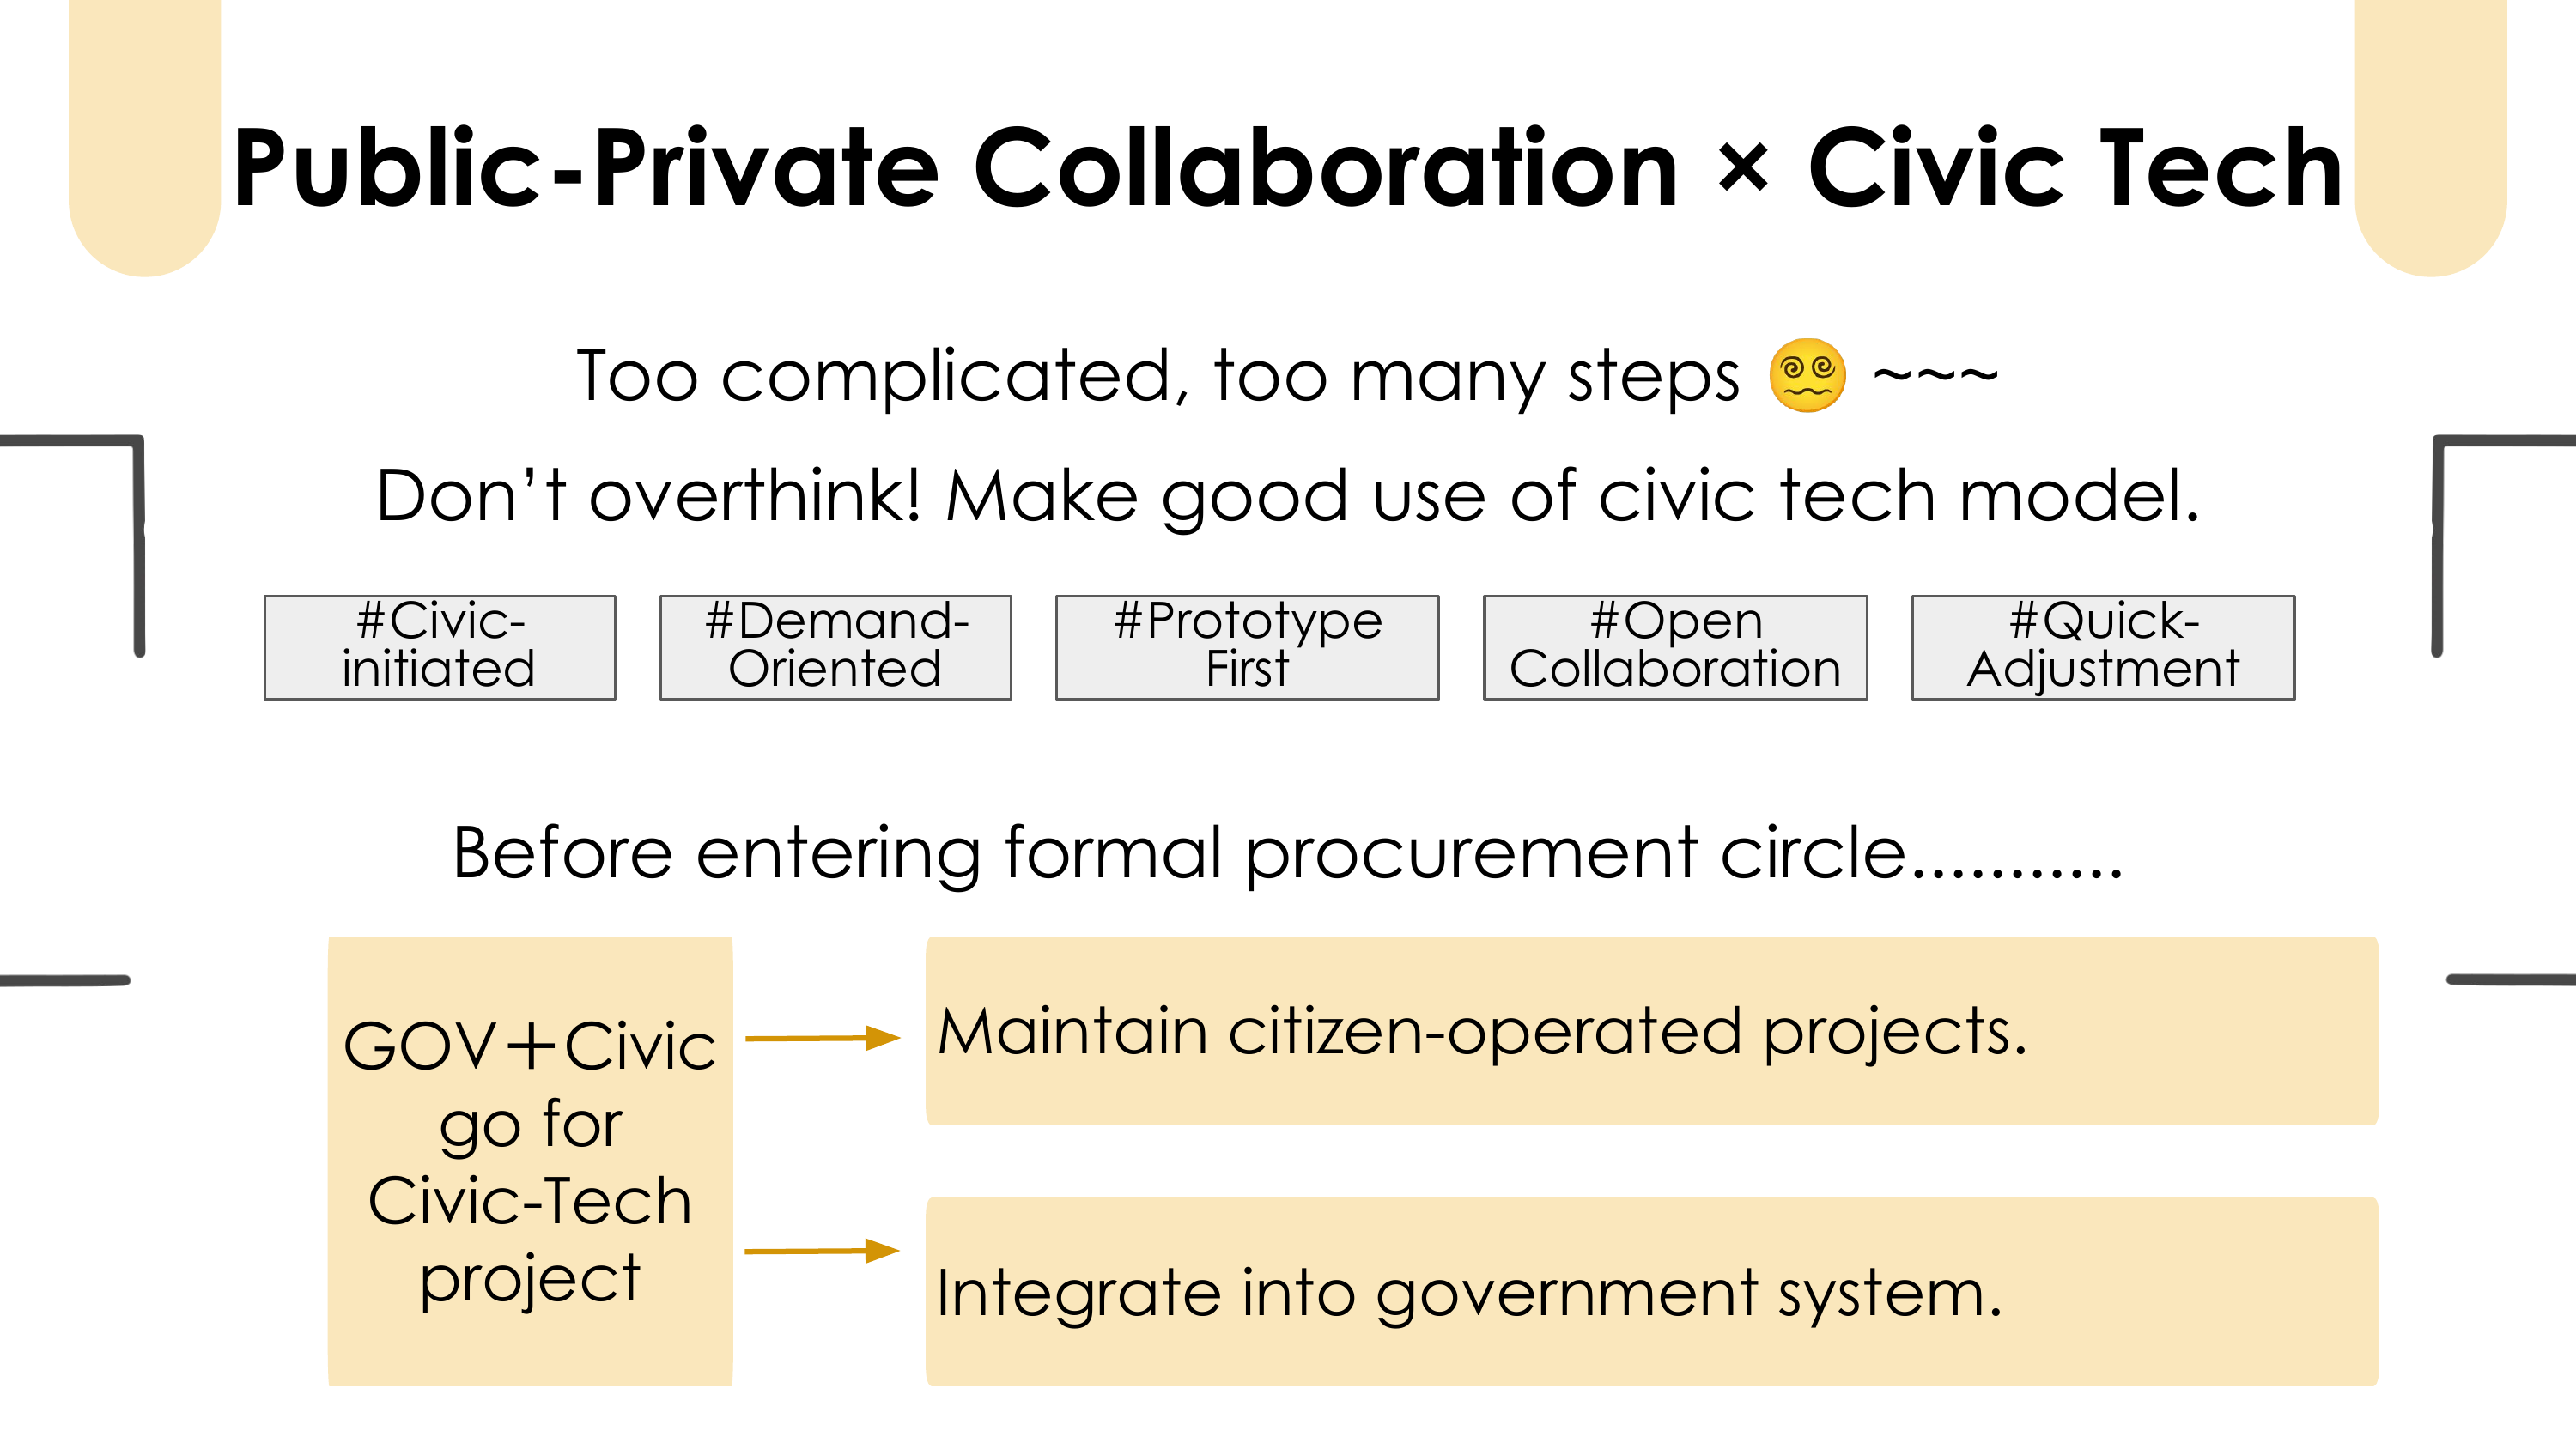 Public-Private Collaboration × Civic Tech
Too complicated, too many steps 😵‍💫 ~~~
Don’t overthink! Make good use of civic tech model.
#Civic-
initiated
#Demand-
Oriented
#Prototype
First
#Open
Collaboration
#Quick-
Adjustment
Before entering formal procurement circle...........
GOV＋Civic
go for
Civic-Tech
project
Maintain citizen-operated projects.
Integrate into government system.